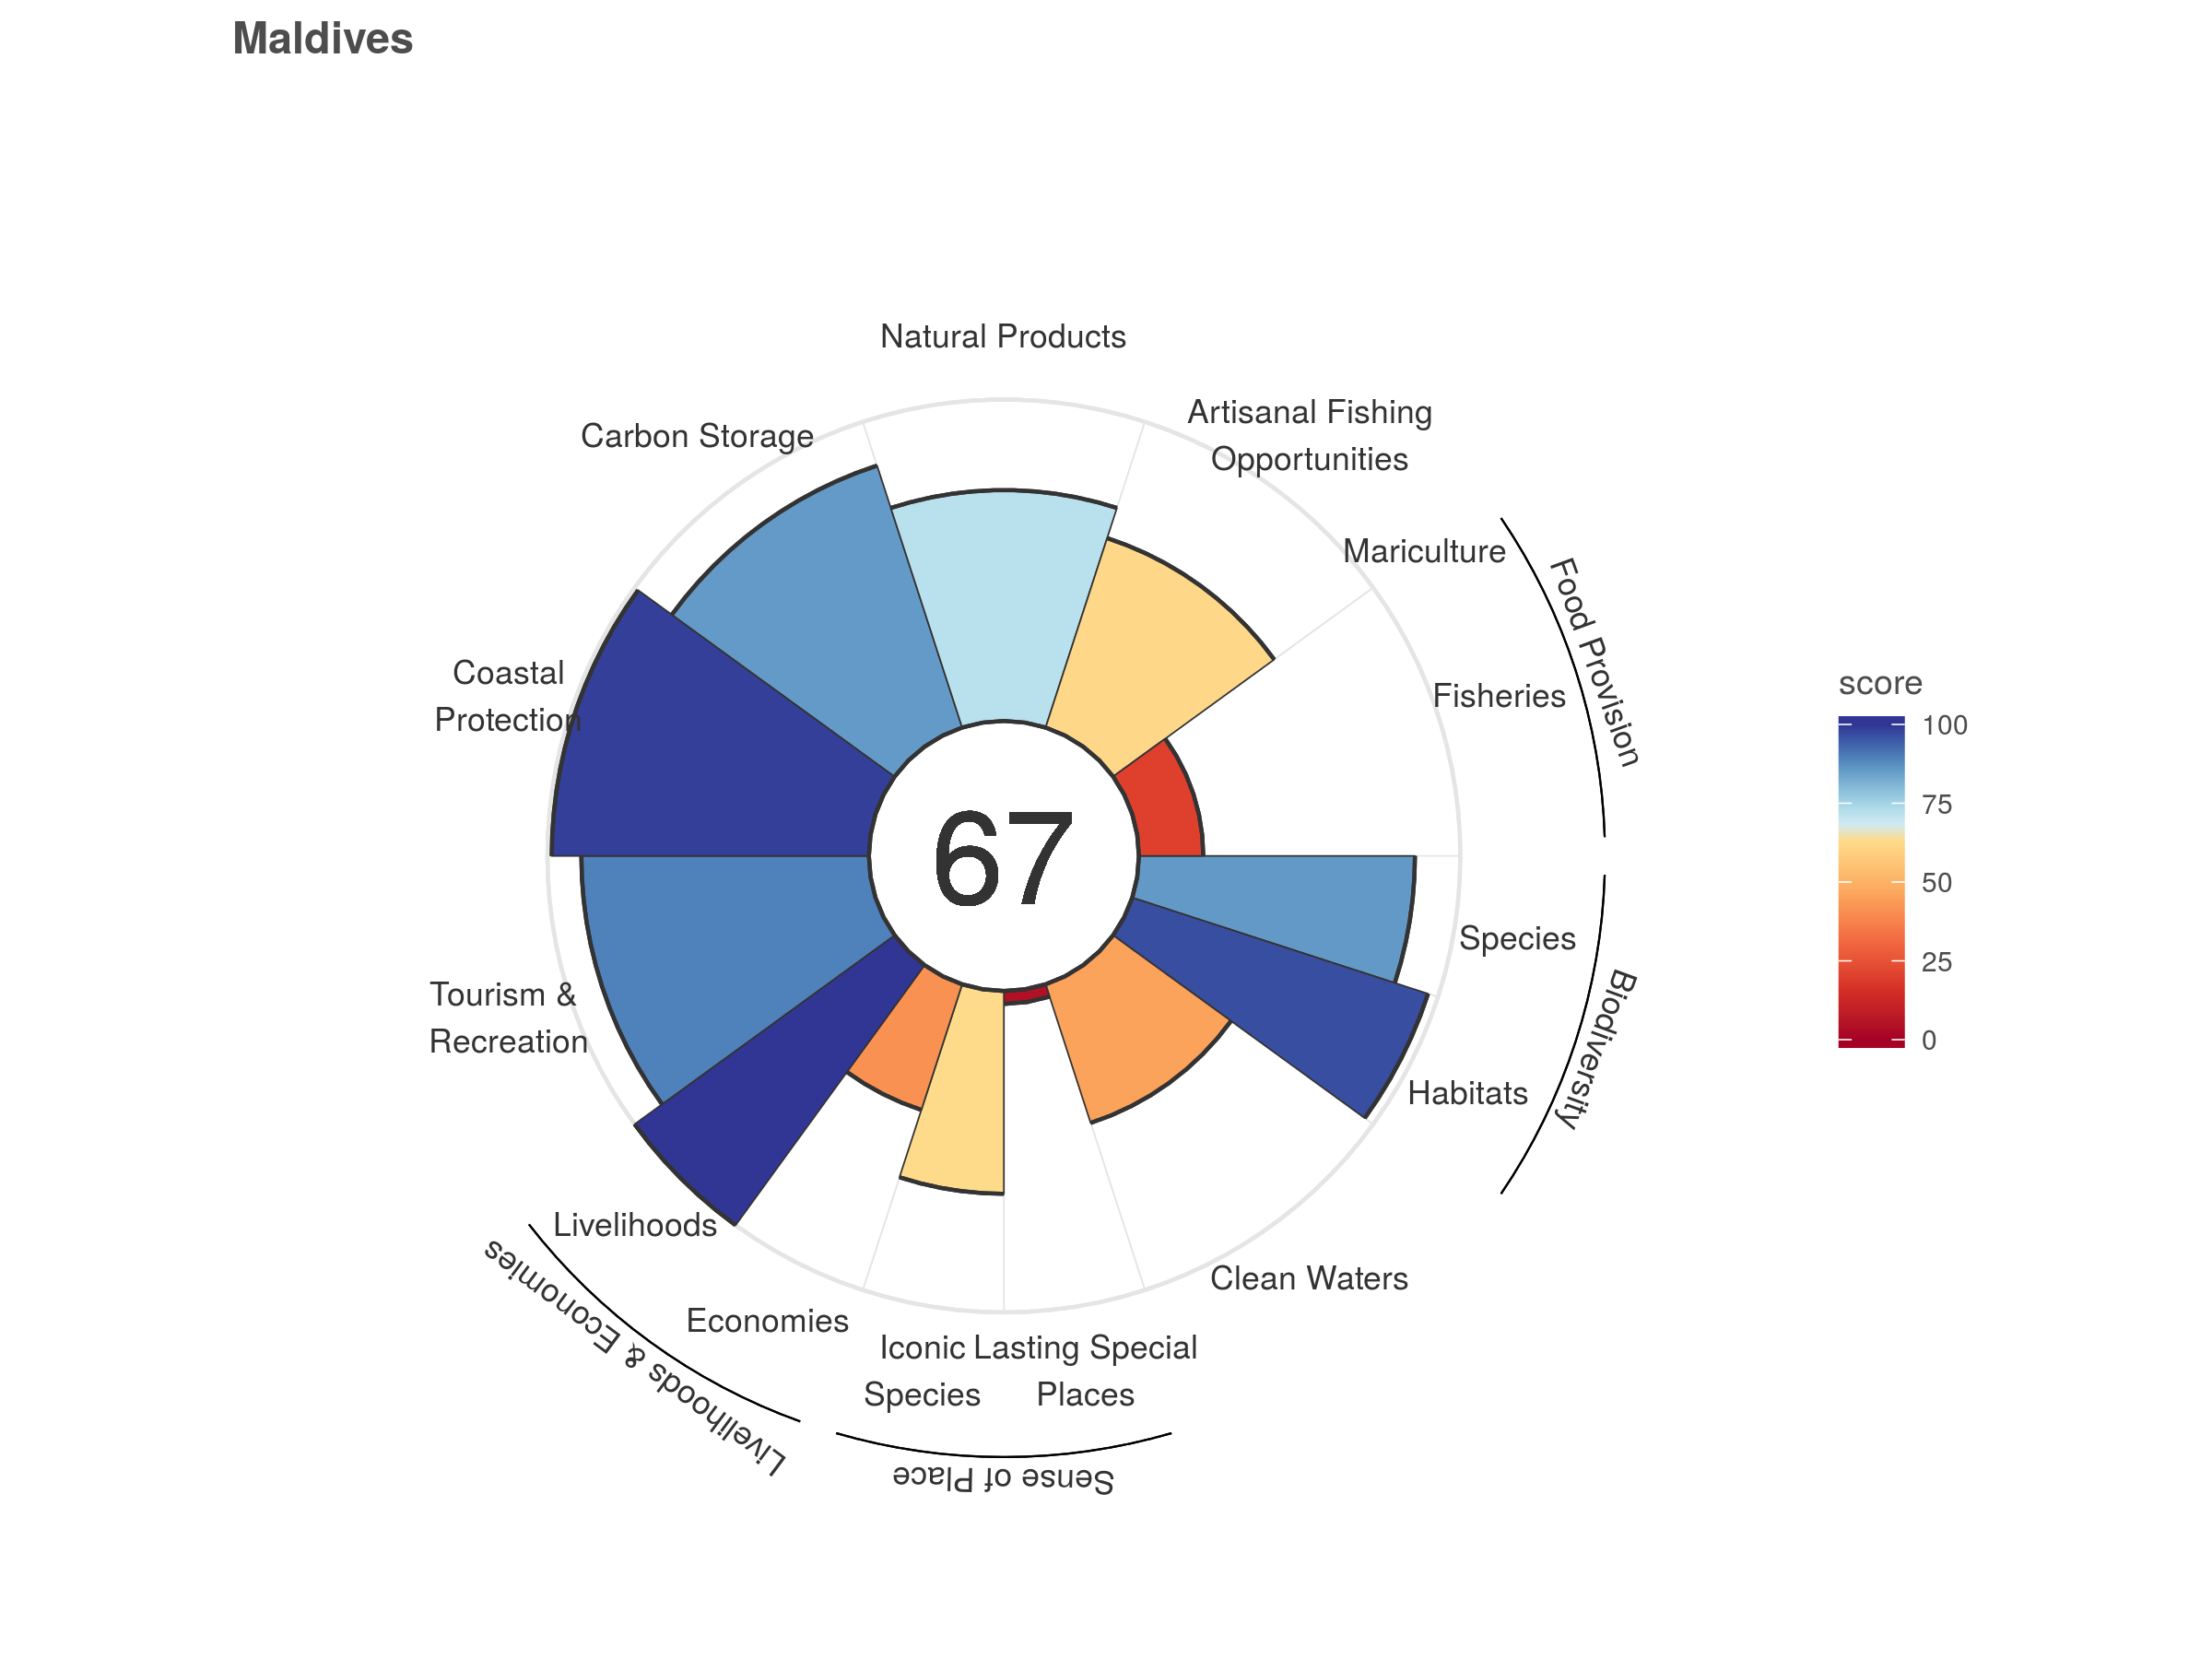 Maldives
Natural Products
Artisanal Fishing
Opportunities
Carbon Storage
Mariculture
Food Provision
Fisheries
Coastal
Protection
67
Species
Biodiversity
Habitats
Tourism &
Recreation
Livelihoods
Livelihoods & Economies
Economies
Clean Waters
Iconic
Species
Lasting Special
Places
Sense of Place
score
100
75
50
25
0